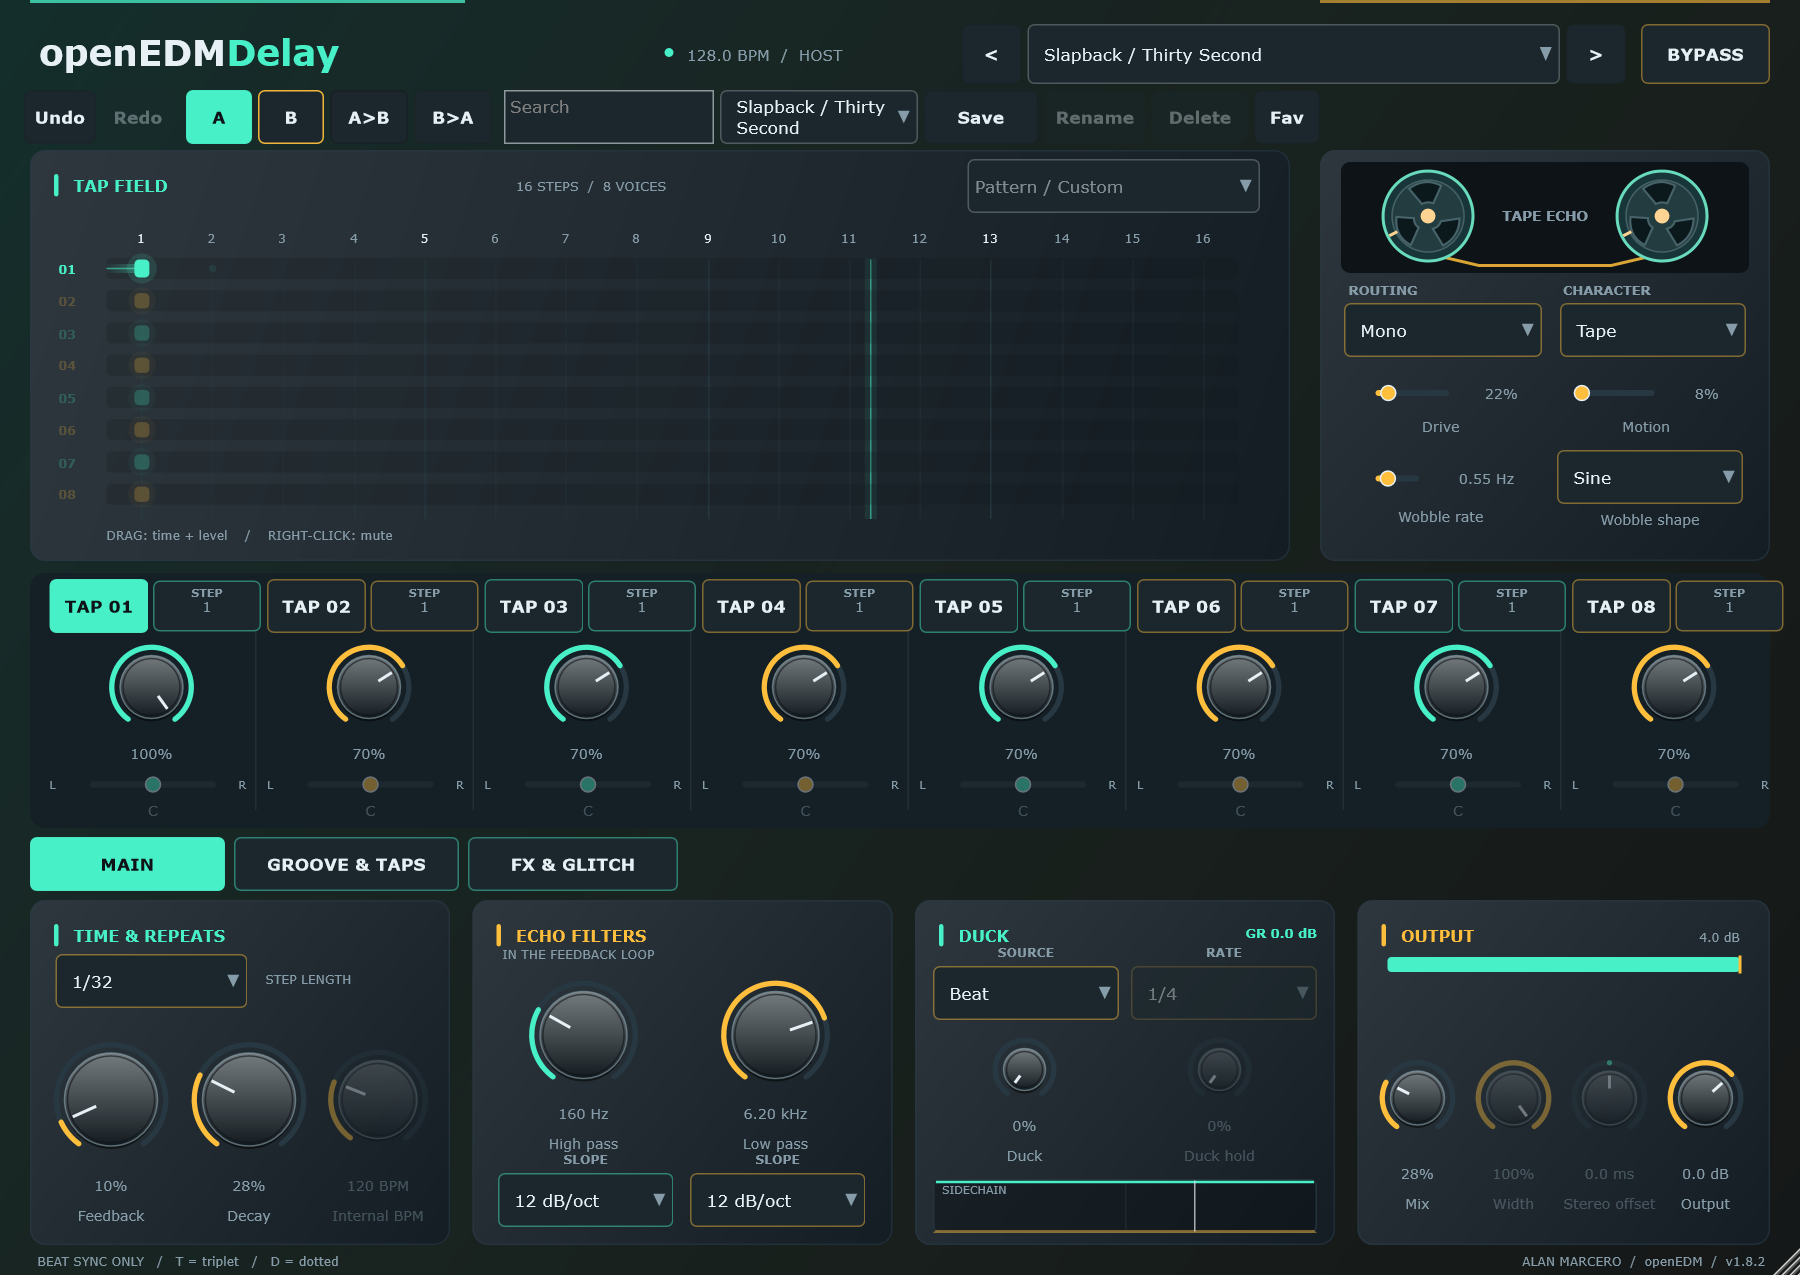 openEDMDelay
128.0 BPM / HOST
<
Slapback / Thirty Second
>
BYPASS
Undo
Redo
A
B
A>B
B>A
Search
Slapback / Thirty
Second
Save
Rename
Delete
Fav
TAP FIELD
16 STEPS / 8 VOICES
Pattern / Custom
1 2 3 4 5 6 7 8 9 10 11 12 13 14 15 16
01
02
03
04
05
06
07
08
DRAG: time + level / RIGHT-CLICK: mute
TAPE ECHO
ROUTING
CHARACTER
Mono
Tape
22%
8%
Drive
Motion
0.55 Hz
Sine
Wobble rate
Wobble shape
TAP 01
STEP
1
TAP 02
STEP
1
TAP 03
STEP
1
TAP 04
STEP
1
TAP 05
STEP
1
TAP 06
STEP
1
TAP 07
STEP
1
TAP 08
STEP
1
100%
70%
70%
70%
70%
70%
70%
70%
L R L R L R L R L R L R L R L R
C C C C C C C C
MAIN
GROOVE & TAPS
FX & GLITCH
TIME & REPEATS
1/32
STEP LENGTH
10%
28%
120 BPM
Feedback
Decay
Internal BPM
ECHO FILTERS
IN THE FEEDBACK LOOP
160 Hz
6.20 kHz
High pass
Low pass
SLOPE
SLOPE
12 dB/oct
12 dB/oct
DUCK
GR 0.0 dB
SOURCE
RATE
Beat
1/4
0%
0%
Duck
Duck hold
SIDECHAIN
OUTPUT
4.0 dB
28%
100%
0.0 ms
0.0 dB
Mix
Width
Stereo offset
Output
BEAT SYNC ONLY / T = triplet / D = dotted
ALAN MARCERO / openEDM / v1.8.2